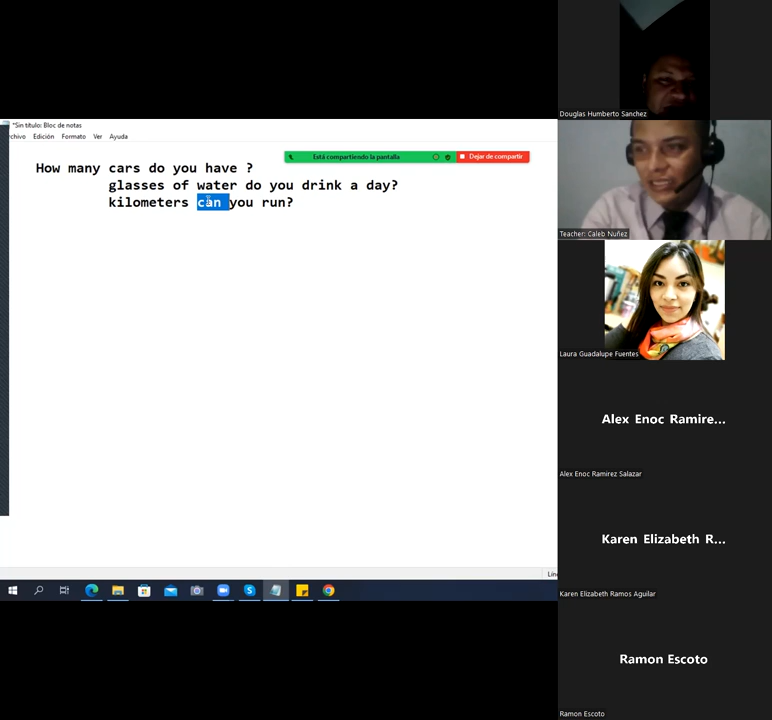 *Sin título: Bloc de notas
rchivo Edición Formato Ver Ayuda
Está compartiendo la pantalla Dejar de compartir
How many cars do you have ?
glasses of water do you drink a day?
kilometers can you run?
Lín
Douglas Humberto Sanchez
Teacher: Caleb Nuñez
Laura Guadalupe Fuentes
Alex Enoc Ramire...
Alex Enoc Ramirez Salazar
Karen Elizabeth R...
Karen Elizabeth Ramos Aguilar
Ramon Escoto
Ramon Escoto